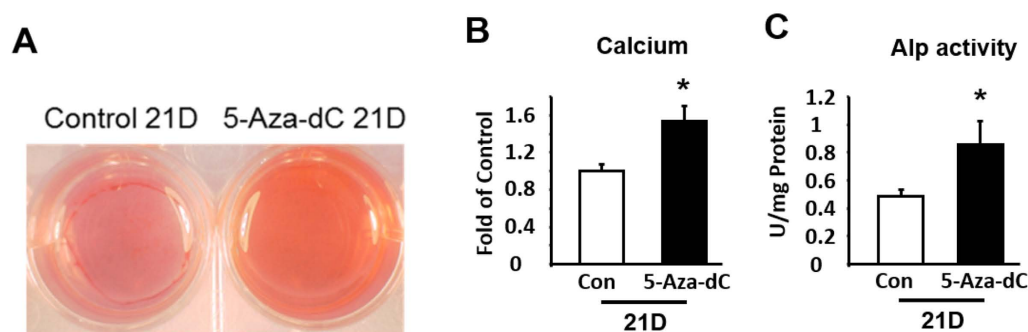 A
Control 21D 5-Aza-dC 21D
B
Calcium
Fold of Control
1.6
1.2
0.8
0.4
0
*
Con 5-Aza-dC
21D
C
Alp activity
U/mg Protein
1.2
1
0.8
0.6
0.4
0.2
0
*
Con 5-Aza-dC
21D